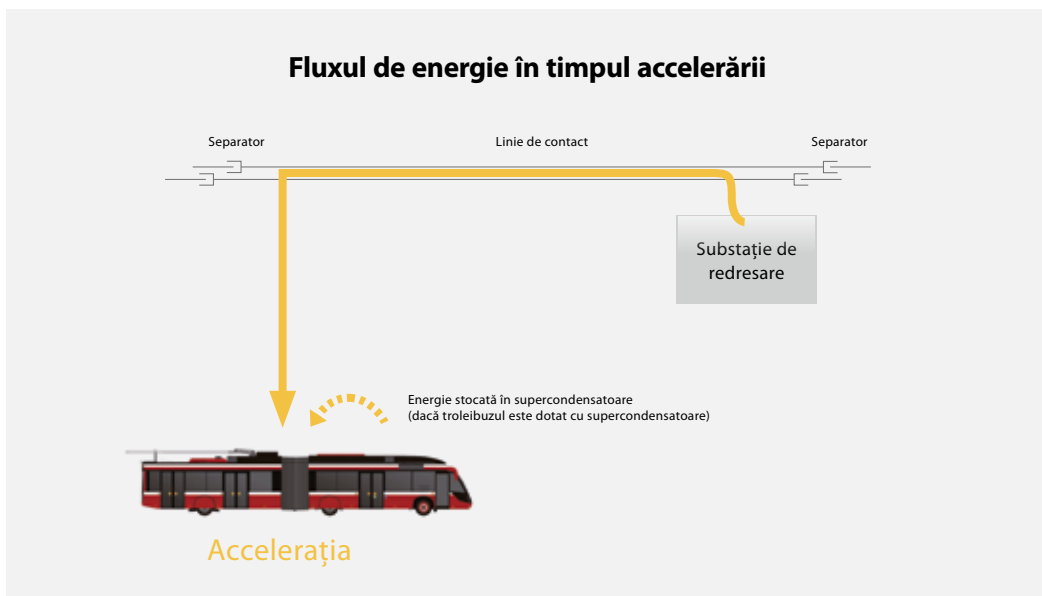 Fluxul de energie în timpul accelerării
Separator
Linie de contact
Separator
Substație de
redresare
Energie stocată în supercondensatoare
(dacă troleibuzul este dotat cu supercondensatoare)
Accelerația